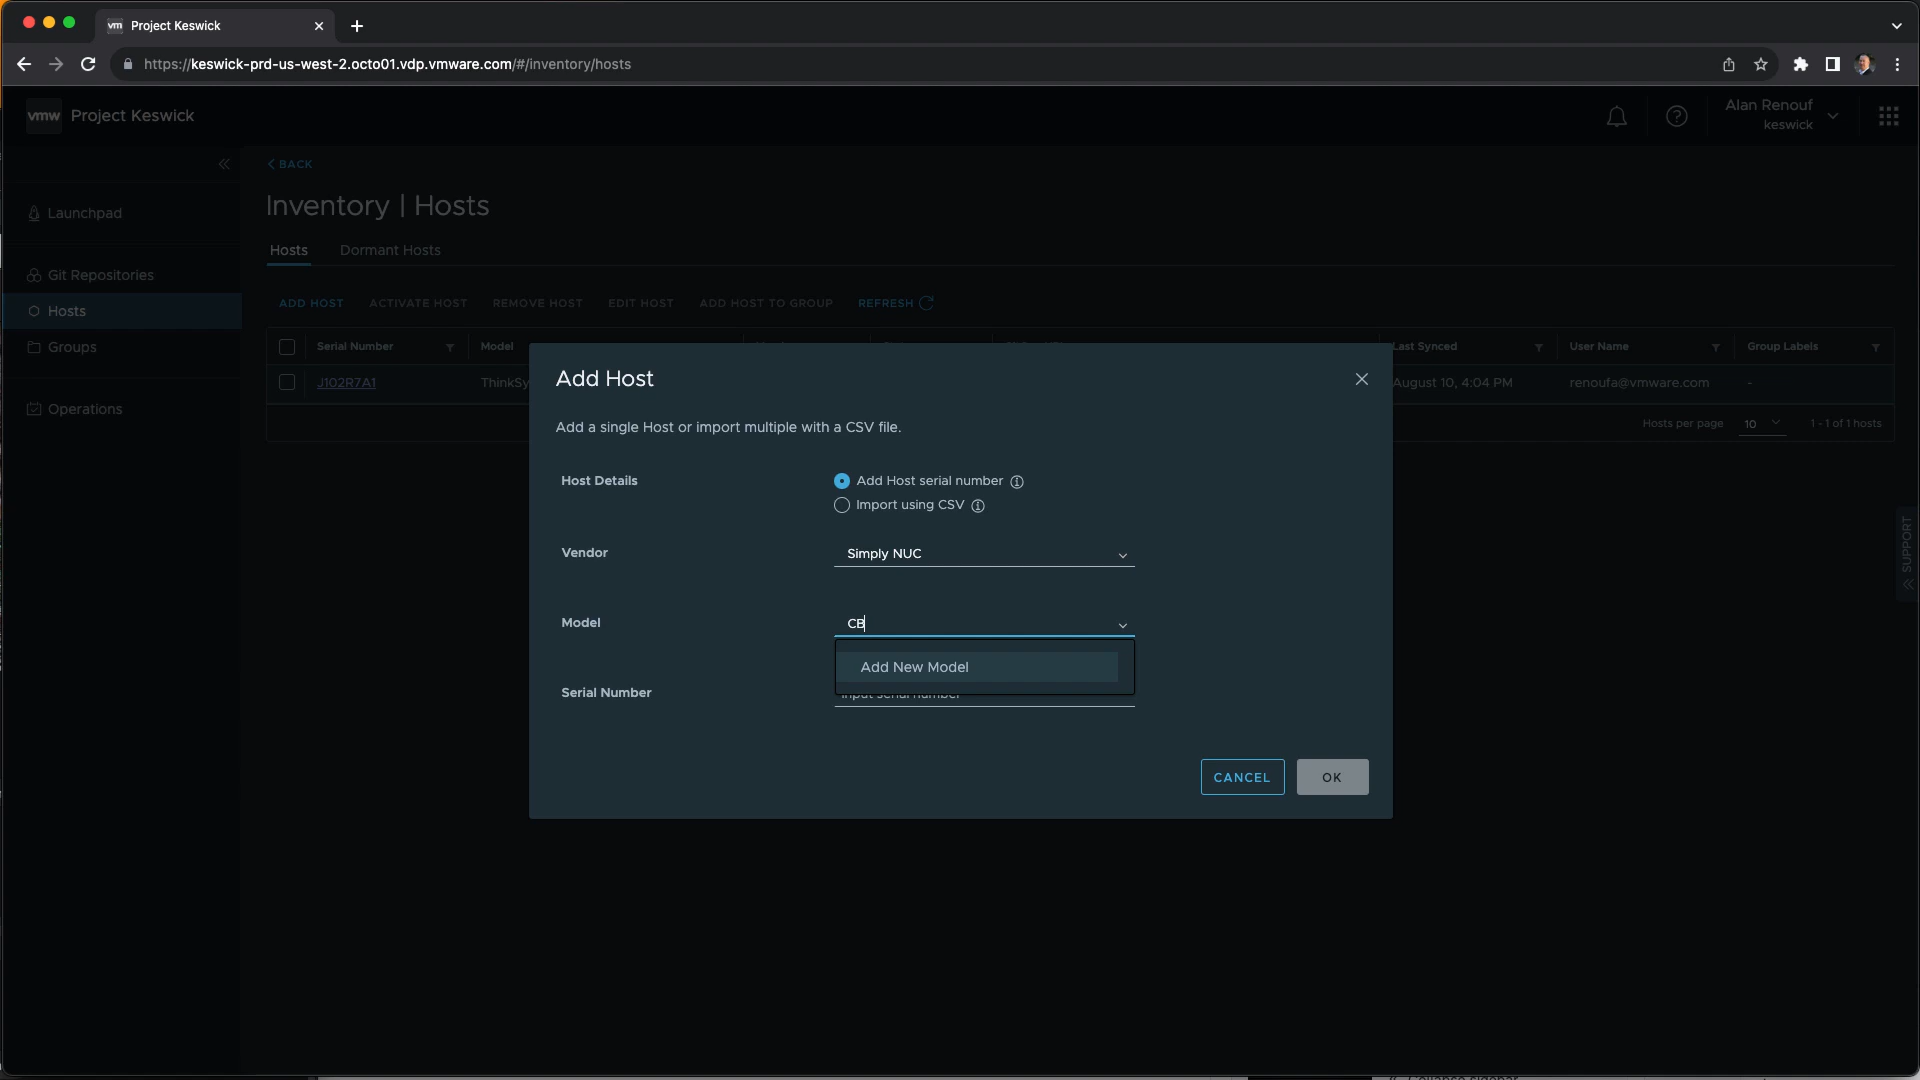 Project Keswick
https://keswick-prd-us-west-2.octo01.vdp.vmware.com/#/inventory/hosts
vmw Project Keswick
Alan Renouf
keswick
BACK
Launchpad
Inventory | Hosts
Hosts Dormant Hosts
Git Repositories
Hosts
Groups
Operations
ADD HOST ACTIVATE HOST REMOVE HOST EDIT HOST ADD HOST TO GROUP REFRESH
Serial Number Model Last Synced User Name Group Labels
J102R7A1 ThinkSy August 10, 4:04 PM renoufa@vmware.com -
Hosts per page 10 1 - 1 of 1 hosts
Add Host
Add a single Host or import multiple with a CSV file.
Host Details
Add Host serial number
Import using CSV
Vendor Simply NUC
Model CB
Add New Model
Serial Number Input serial number
CANCEL OK
SUPPORT